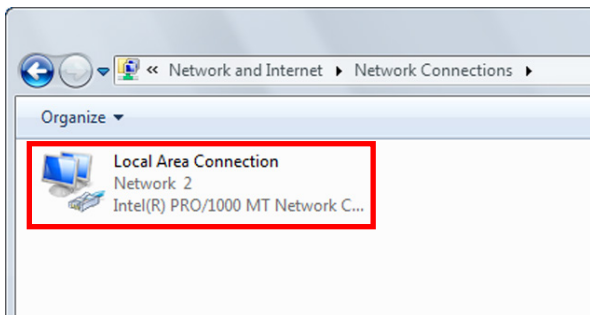 « Network and Internet ▸ Network Connections ▸
Organize ▾
Local Area Connection
Network 2
Intel(R) PRO/1000 MT Network C...